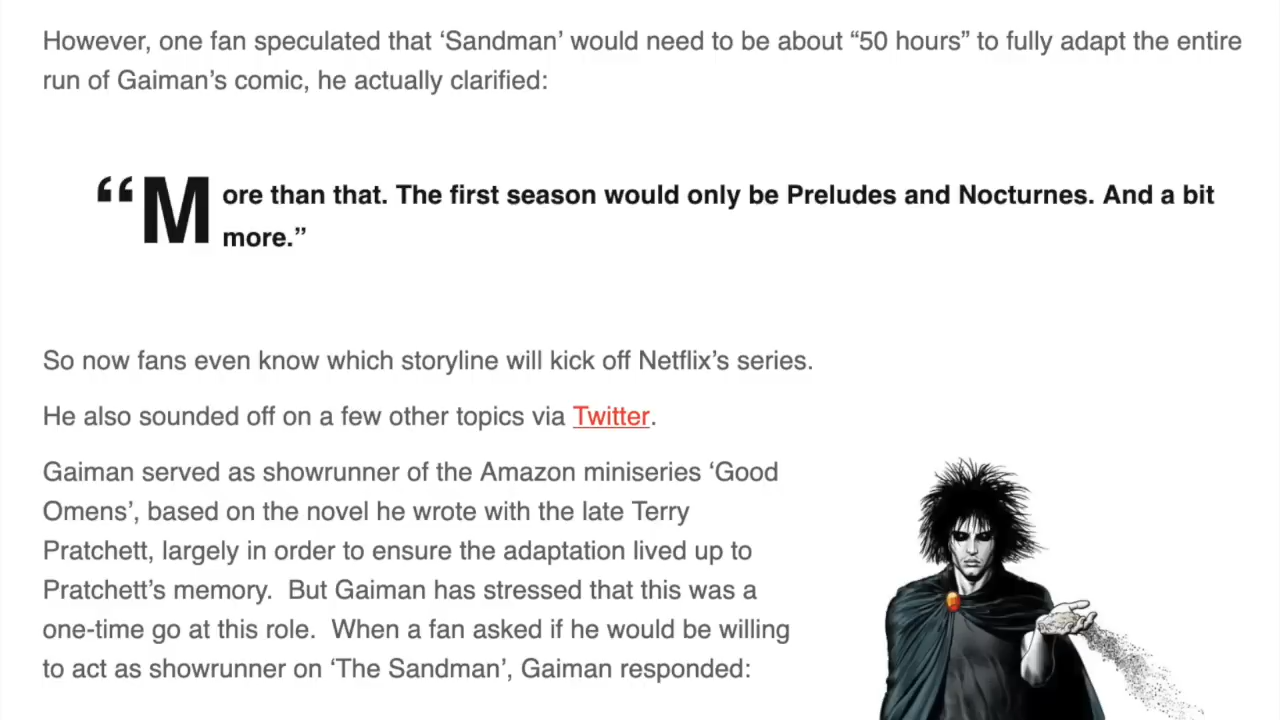 However, one fan speculated that ‘Sandman’ would need to be about “50 hours” to fully adapt the entire
run of Gaiman’s comic, he actually clarified:
“More than that. The first season would only be Preludes and Nocturnes. And a bit
more.”
So now fans even know which storyline will kick off Netflix’s series.
He also sounded off on a few other topics via Twitter.
Gaiman served as showrunner of the Amazon miniseries ‘Good
Omens’, based on the novel he wrote with the late Terry
Pratchett, largely in order to ensure the adaptation lived up to
Pratchett’s memory.  But Gaiman has stressed that this was a
one-time go at this role.  When a fan asked if he would be willing
to act as showrunner on ‘The Sandman’, Gaiman responded: